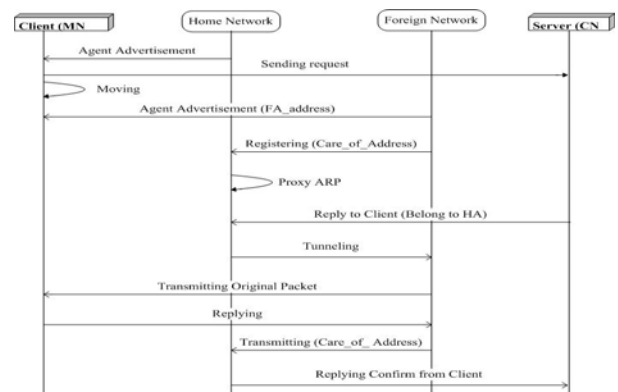 Client (MN
Home Network
Foreign Network
Server (CN
Agent Advertisement
Sending request
Moving
Agent Advertisement (FA_address)
Registering (Care_of_Address)
Proxy ARP
Reply to Client (Belong to HA)
Tunneling
Transmitting Original Packet
Replying
Transmitting (Care_of_ Address)
Replying Confirm from Client